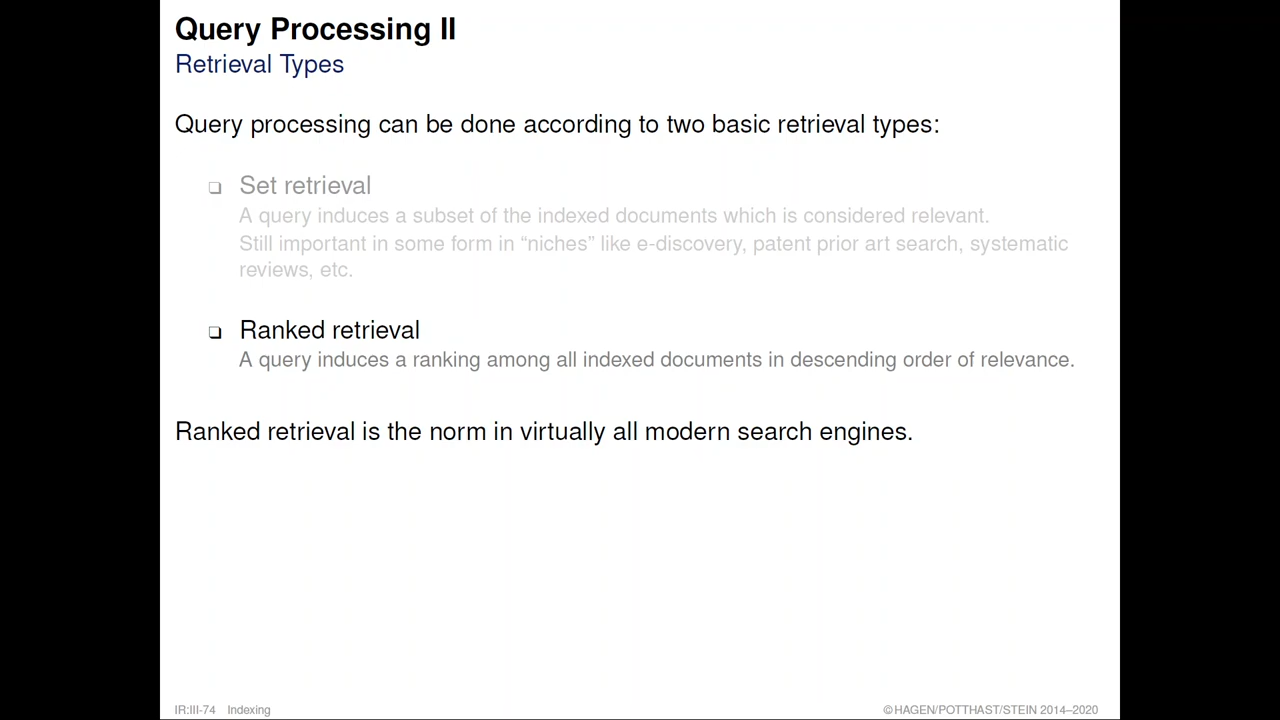 Query Processing II
Retrieval Types
Query processing can be done according to two basic retrieval types:
❏ Set retrieval
A query induces a subset of the indexed documents which is considered relevant.
Still important in some form in “niches” like e-discovery, patent prior art search, systematic
reviews, etc.
❏ Ranked retrieval
A query induces a ranking among all indexed documents in descending order of relevance.
Ranked retrieval is the norm in virtually all modern search engines.
IR:III-74 Indexing
©HAGEN/POTTHAST/STEIN 2014–2020